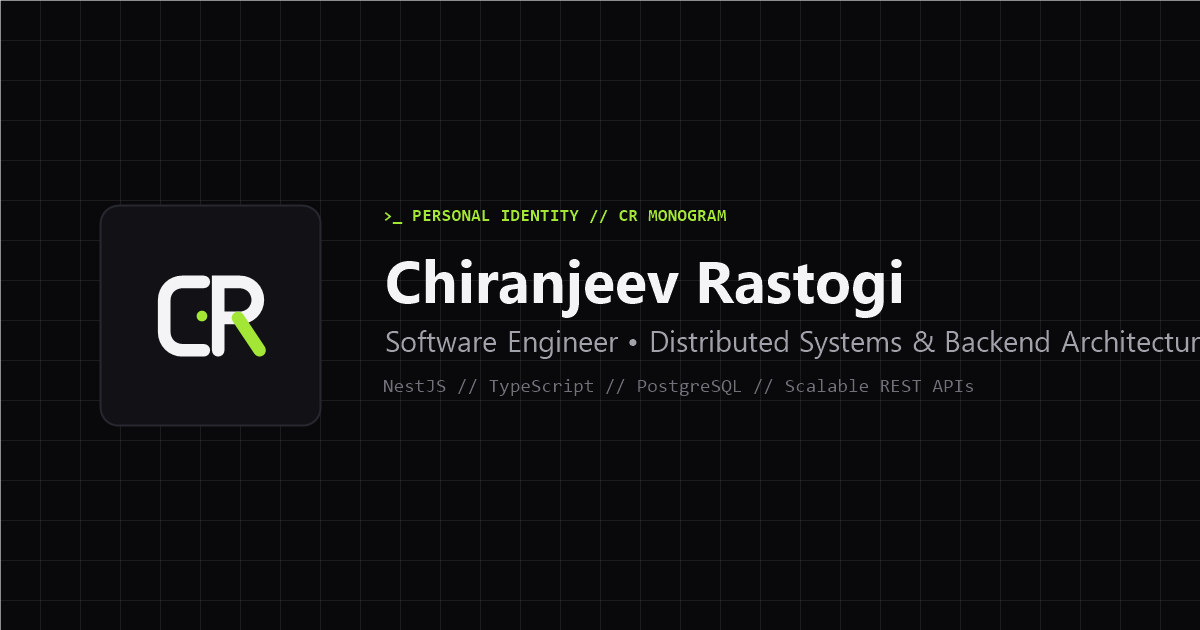 >_ PERSONAL IDENTITY // CR MONOGRAM
CR
Chiranjeev Rastogi
Software Engineer • Distributed Systems & Backend Architectur
NestJS // TypeScript // PostgreSQL // Scalable REST APIs